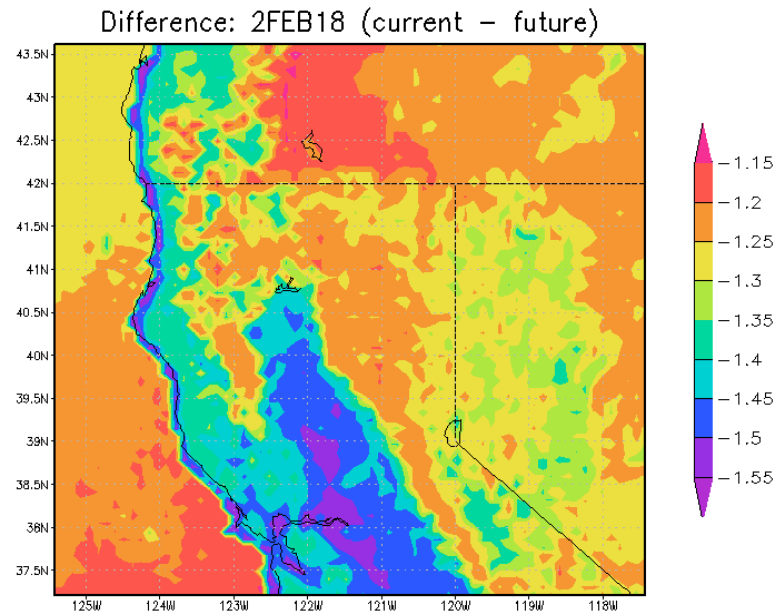 Difference: 2FEB18 (current – future)
43.5N
43N
42.5N
42N
41.5N
41N
40.5N
40N
39.5N
39N
38.5N
38N
37.5N
125W 124W 123W 122W 121W 120W 119W 118W
−1.15
−1.2
−1.25
−1.3
−1.35
−1.4
−1.45
−1.5
−1.55